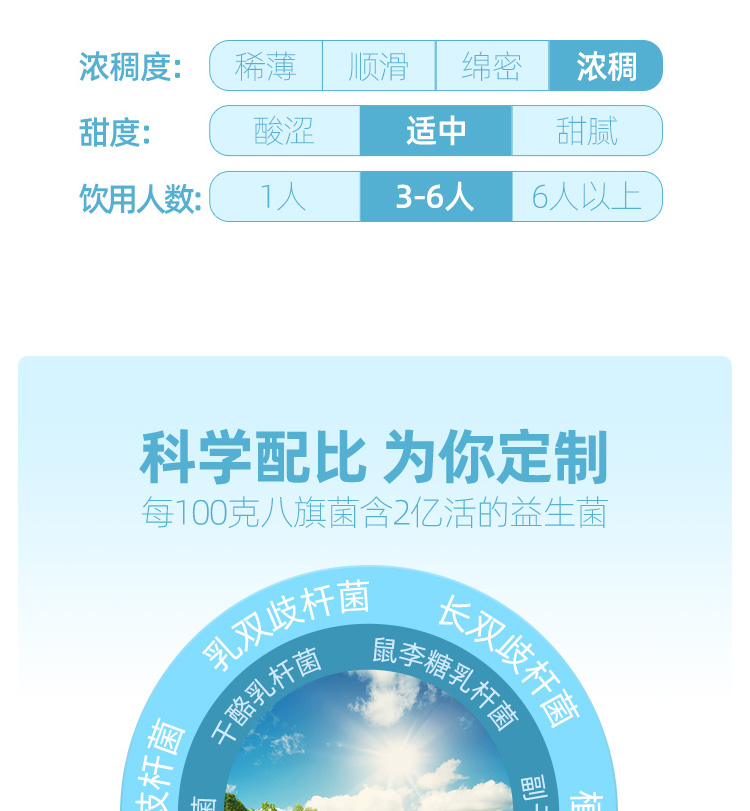 浓稠度: 稀薄 顺滑 绵密 浓稠
甜度: 酸涩 适中 甜腻
饮用人数: 1人 3-6人 6人以上
科学配比 为你定制
每100克八旗菌含2亿活的益生菌
乳双歧杆菌
长双歧杆菌
干酪乳杆菌
鼠李糖乳杆菌
歧杆菌
菌
副